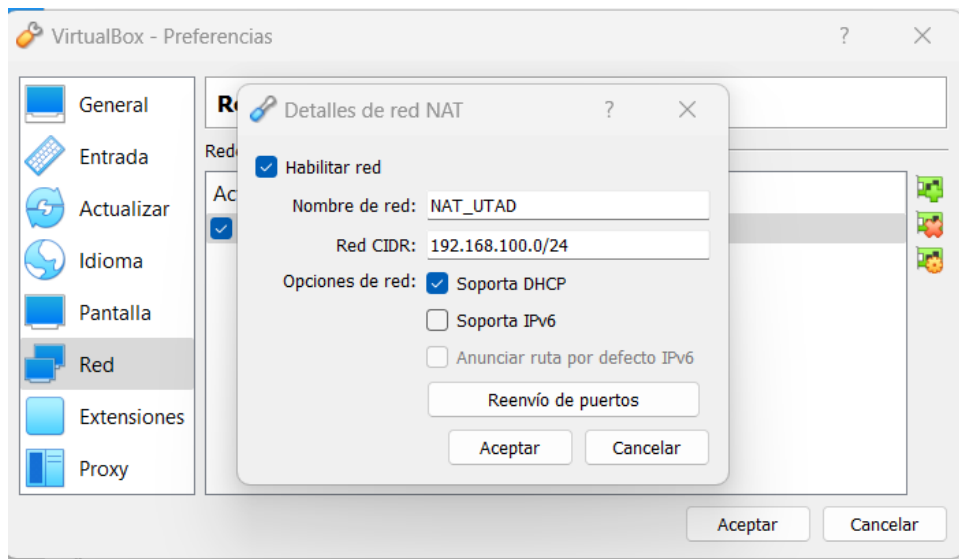 VirtualBox - Preferencias ? ×
General
Entrada
Actualizar
Idioma
Pantalla
Red
Extensiones
Proxy
Detalles de red NAT ? ×
Habilitar red
Nombre de red: NAT_UTAD
Red CIDR: 192.168.100.0/24
Opciones de red: Soporta DHCP
Soporta IPv6
Anunciar ruta por defecto IPv6
Reenvío de puertos
Aceptar Cancelar
Aceptar Cancelar